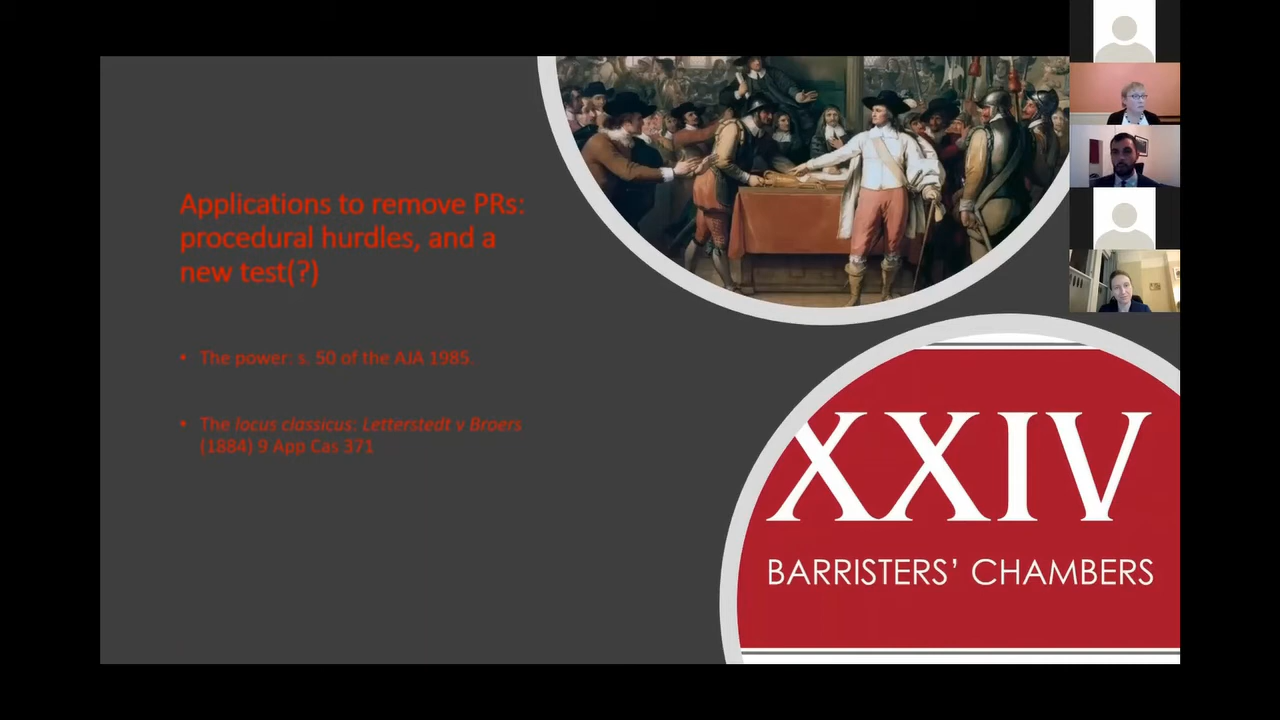 Applications to remove PRs:
procedural hurdles, and a
new test(?)
• The power: s. 50 of the AJA 1985.
• The locus classicus: Letterstedt v Broers
(1884) 9 App Cas 371
XXIV
BARRISTERS’ CHAMBERS